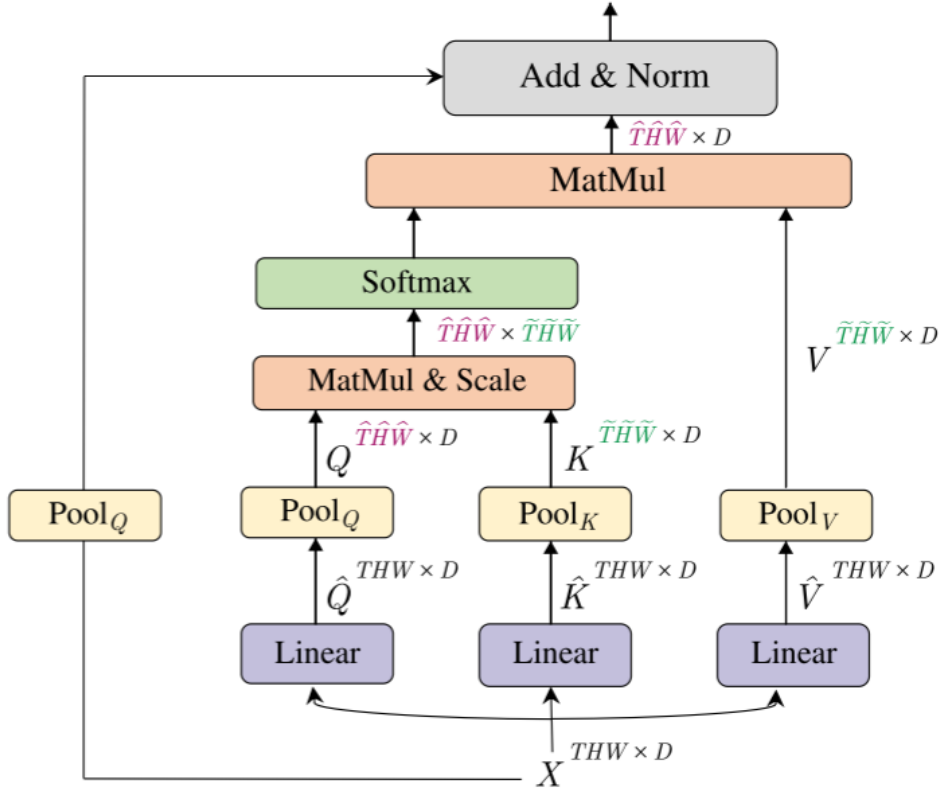 Add & Norm
T̂ĤŴ × D
MatMul
Softmax
T̂ĤŴ × T̃H̃W̃
V T̃H̃W̃ × D
MatMul & Scale
Q T̂ĤŴ × D
K T̃H̃W̃ × D
Pool_Q
Pool_Q
Pool_K
Pool_V
Q̂ THW × D
K̂ THW × D
V̂ THW × D
Linear
Linear
Linear
X THW × D